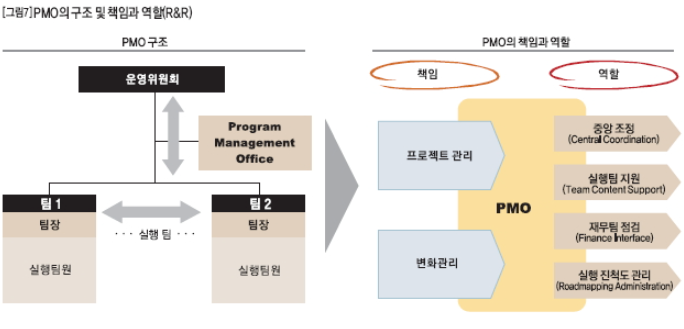 [그림7]PMO의 구조 및 책임과 역할(R&R)
PMO 구조
운영위원회
Program
Management
Office
팀 1
팀장
실행팀원
··· 실행 팀 ···
팀 2
팀장
실행팀원
PMO의 책임과 역할
책임
역할
프로젝트 관리
변화관리
PMO
중앙 조정
(Central Coordination)
실행팀 지원
(Team Content Support)
재무팀 점검
(Finance Interface)
실행 진척도 관리
(Roadmapping Administration)